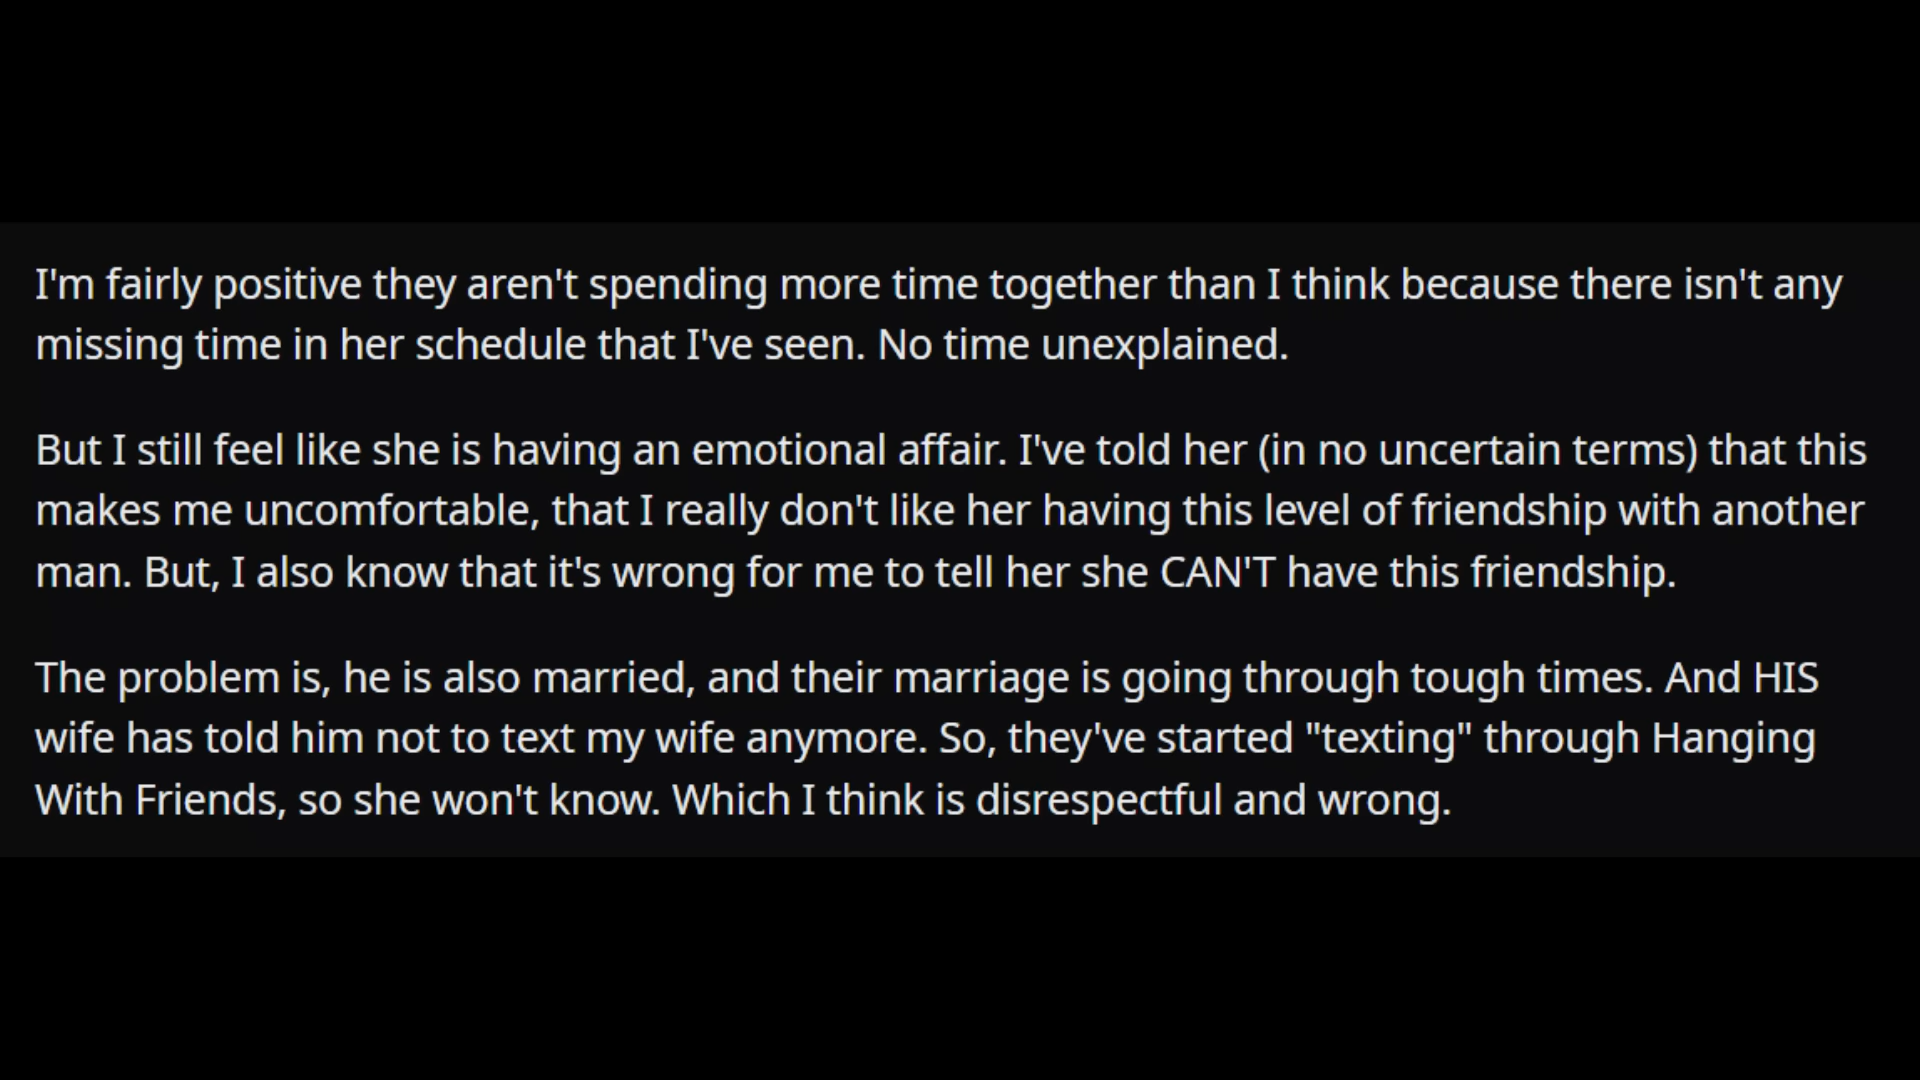 I'm fairly positive they aren't spending more time together than I think because there isn't any
missing time in her schedule that I've seen. No time unexplained.
But I still feel like she is having an emotional affair. I've told her (in no uncertain terms) that this
makes me uncomfortable, that I really don't like her having this level of friendship with another
man. But, I also know that it's wrong for me to tell her she CAN'T have this friendship.
The problem is, he is also married, and their marriage is going through tough times. And HIS
wife has told him not to text my wife anymore. So, they've started "texting" through Hanging
With Friends, so she won't know. Which I think is disrespectful and wrong.